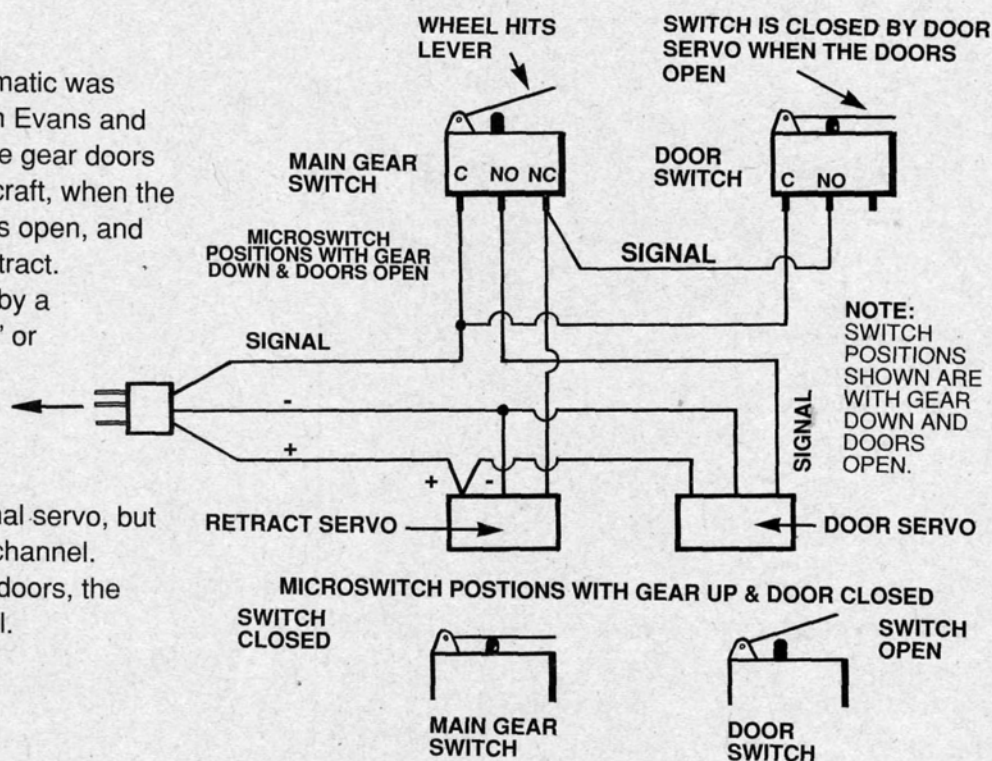 matic was
n Evans and
e gear doors
craft, when the
s open, and
tract.
by a
" or
nal servo, but
channel.
doors, the
l.
WHEEL HITS
LEVER
SWITCH IS CLOSED BY DOOR
SERVO WHEN THE DOORS
OPEN
MAIN GEAR
SWITCH
C NO NC
DOOR
SWITCH
C NO
MICROSWITCH
POSITIONS WITH GEAR
DOWN & DOORS OPEN
SIGNAL
SIGNAL
-
+
+ -
SIGNAL
NOTE:
SWITCH
POSITIONS
SHOWN ARE
WITH GEAR
DOWN AND
DOORS
OPEN.
RETRACT SERVO
DOOR SERVO
MICROSWITCH POSTIONS WITH GEAR UP & DOOR CLOSED
SWITCH
CLOSED
SWITCH
OPEN
MAIN GEAR
SWITCH
DOOR
SWITCH